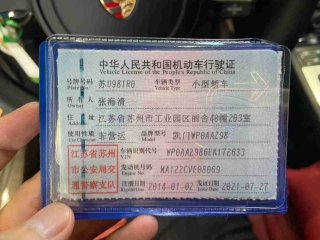 中华人民共和国机动车行驶证
Vehicle License of the People's Republic of China
号牌号码 苏U981R0 车辆类型 小型轿车
Plate No. Vehicle Type
所有人 张海清
Owner
住址 江苏省苏州市工业园区丽舍40幢203室
Address
使用性质 非营运 品牌型号 凯门WP0AA298
Use Character Model
江苏省苏州 车辆识别代号 WP0AA2986EK172633
VIN
市公安局交 发动机号码 MA122CVE08069
Engine No.
通警察支队 注册日期 2014-01-02 发证日期 2021-07-27
Register Date Issue Date